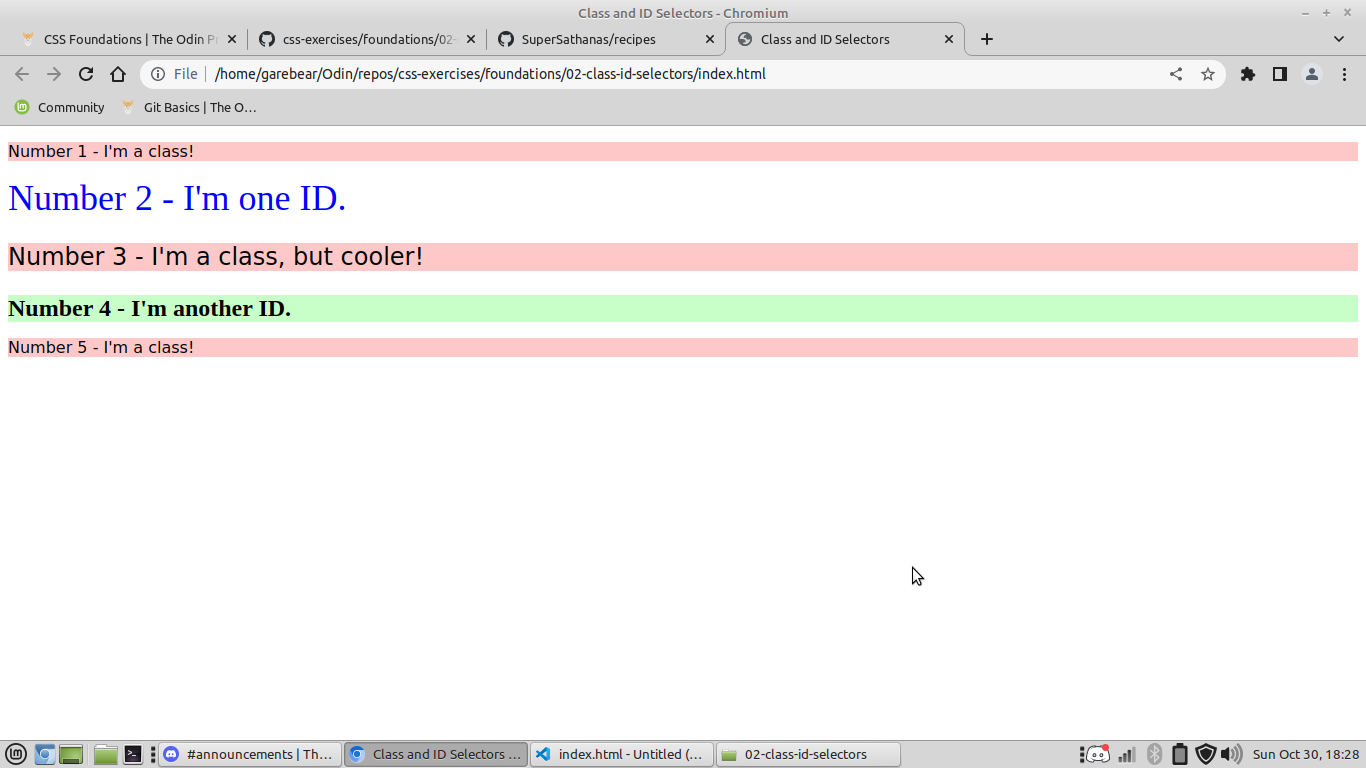 Class and ID Selectors - Chromium
CSS Foundations | The Odin Pr
css-exercises/foundations/02-
SuperSathanas/recipes
Class and ID Selectors
File /home/garebear/Odin/repos/css-exercises/foundations/02-class-id-selectors/index.html
Community Git Basics | The O…
Number 1 - I'm a class!
Number 2 - I'm one ID.
Number 3 - I'm a class, but cooler!
Number 4 - I'm another ID.
Number 5 - I'm a class!
#announcements | Th…
Class and ID Selectors …
index.html - Untitled (…
02-class-id-selectors
Sun Oct 30, 18:28